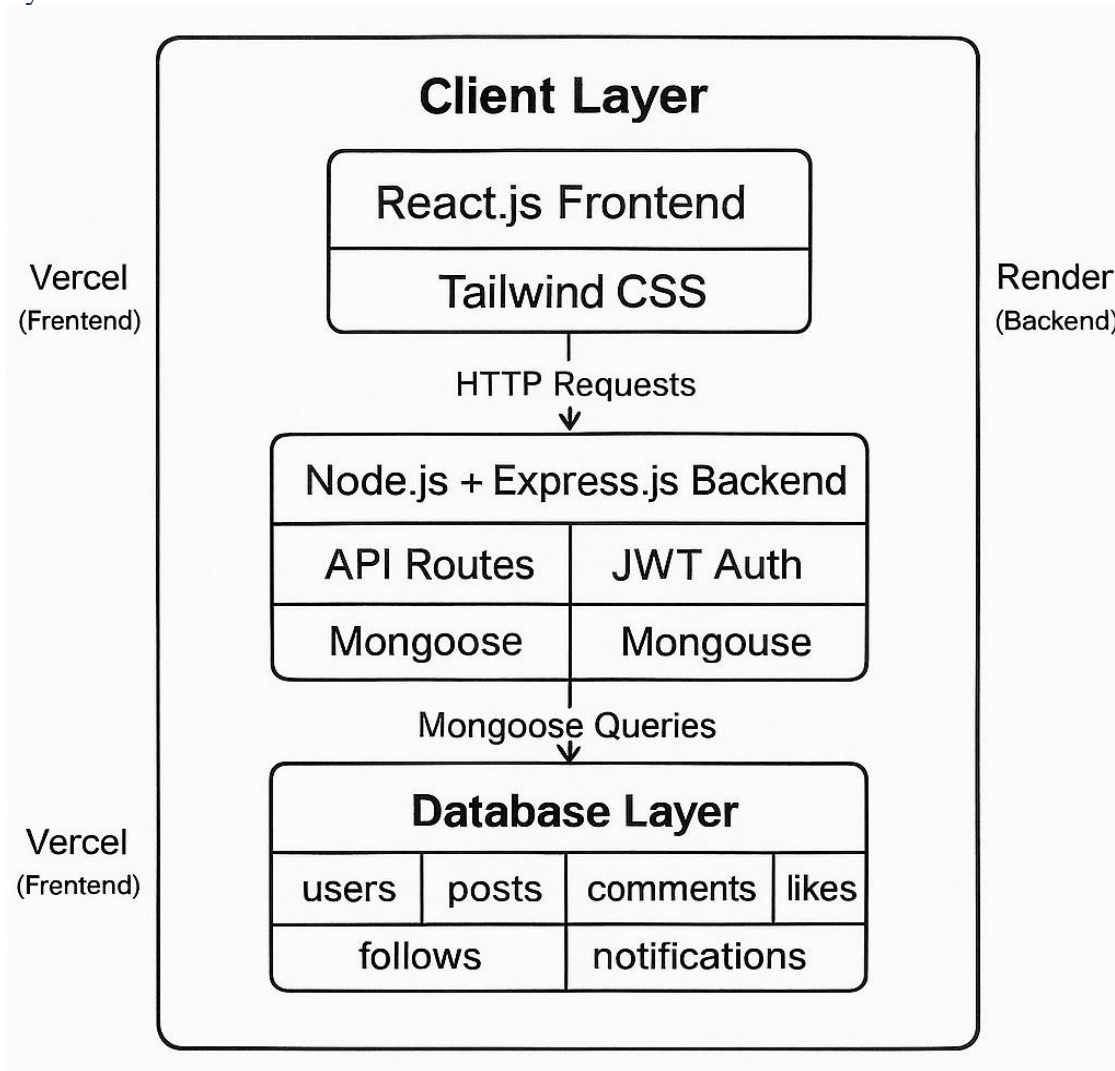 Client Layer
React.js Frontend
Tailwind CSS
Vercel
(Frentend)
Render
(Backend)
HTTP Requests
Node.js + Express.js Backend
API Routes
JWT Auth
Mongoose
Mongouse
Mongoose Queries
Database Layer
Vercel
(Frentend)
users
posts
comments
likes
follows
notifications